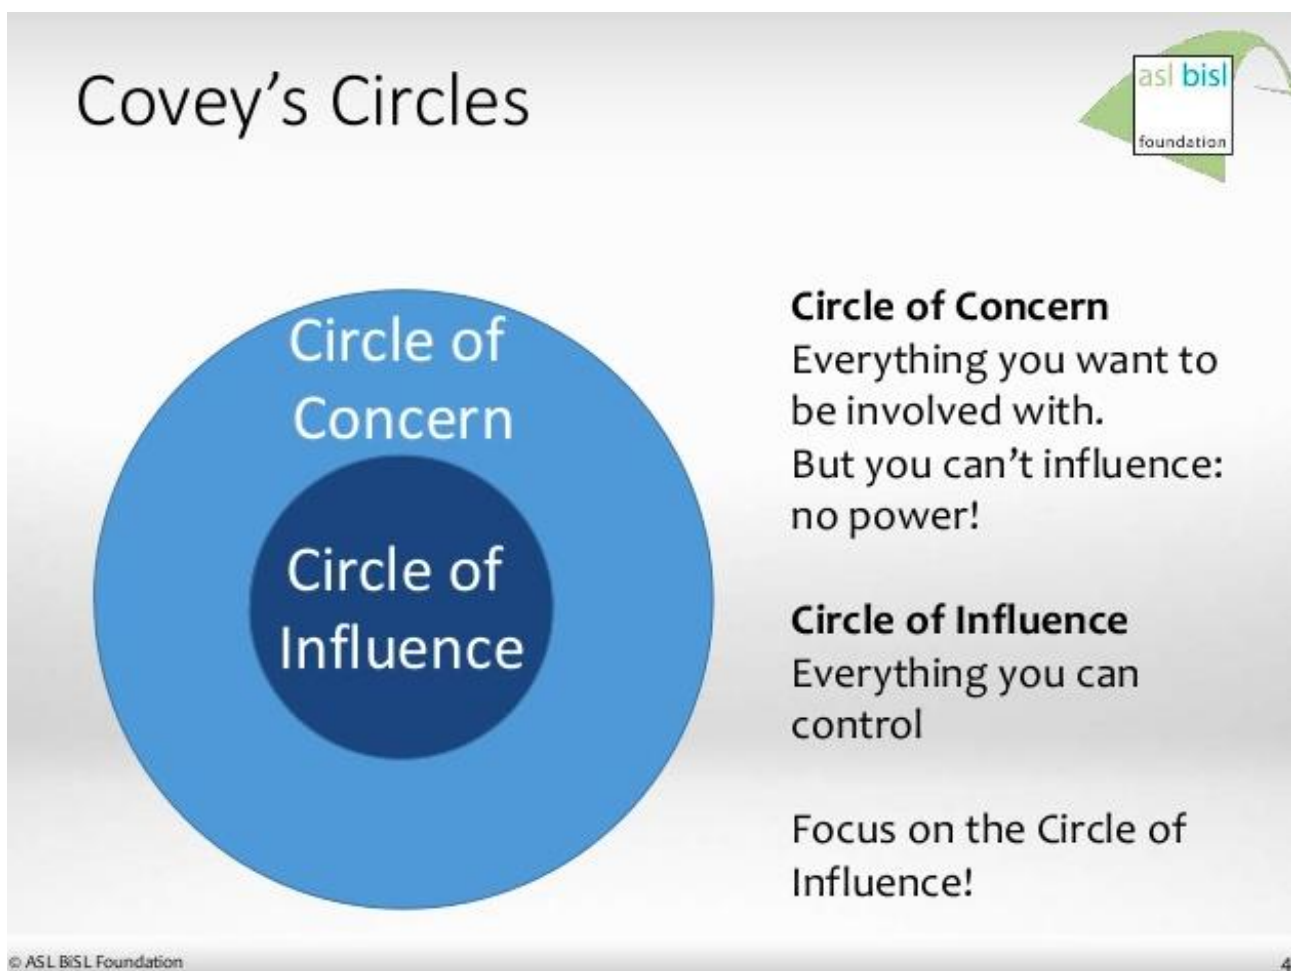 Covey’s Circles
asl bisl
foundation
Circle of
Concern
Circle of
Influence
Circle of Concern
Everything you want to
be involved with.
But you can’t influence:
no power!
Circle of Influence
Everything you can
control
Focus on the Circle of
Influence!
© ASL BiSL Foundation
4